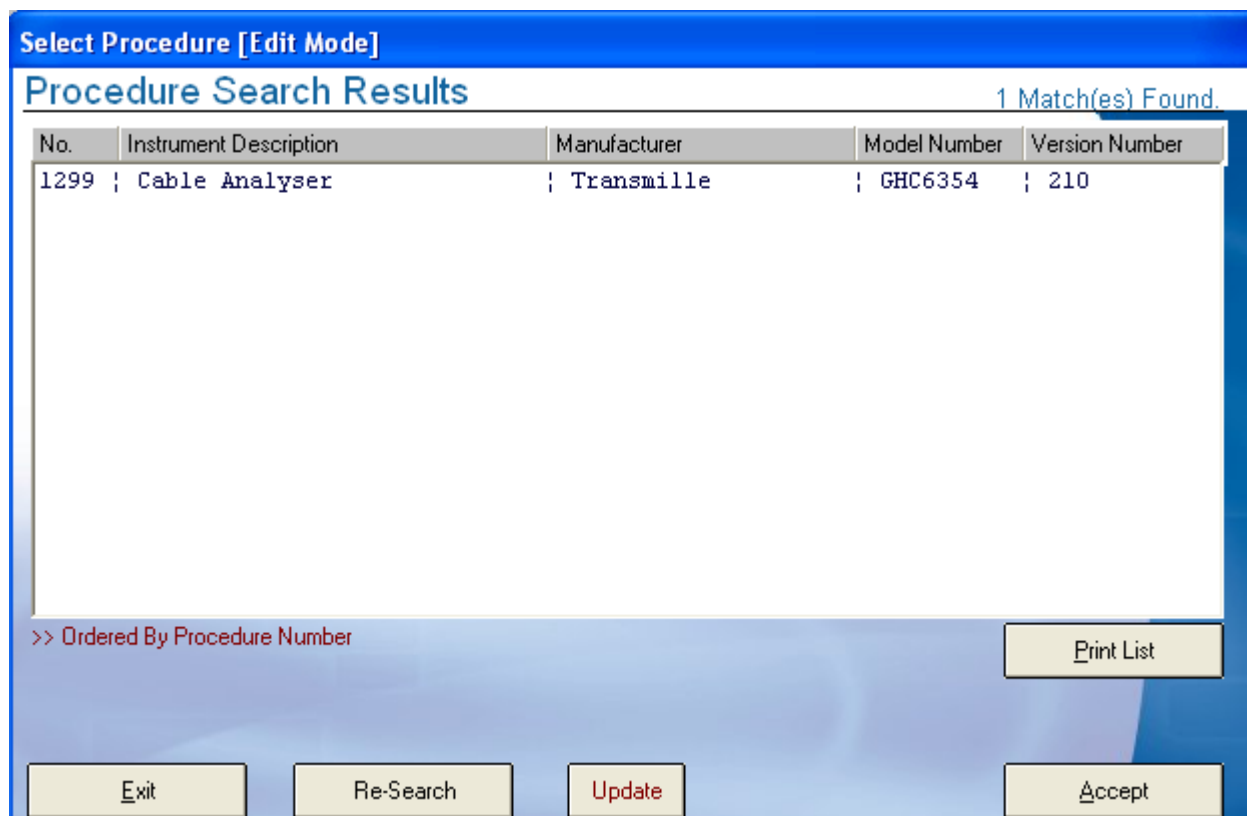 Select Procedure [Edit Mode]
Procedure Search Results 1 Match(es) Found.
No. Instrument Description Manufacturer Model Number Version Number
1299 ¦ Cable Analyser ¦ Transmille ¦ GHC6354 ¦ 210
>> Ordered By Procedure Number
Print List
Exit Re-Search Update Accept